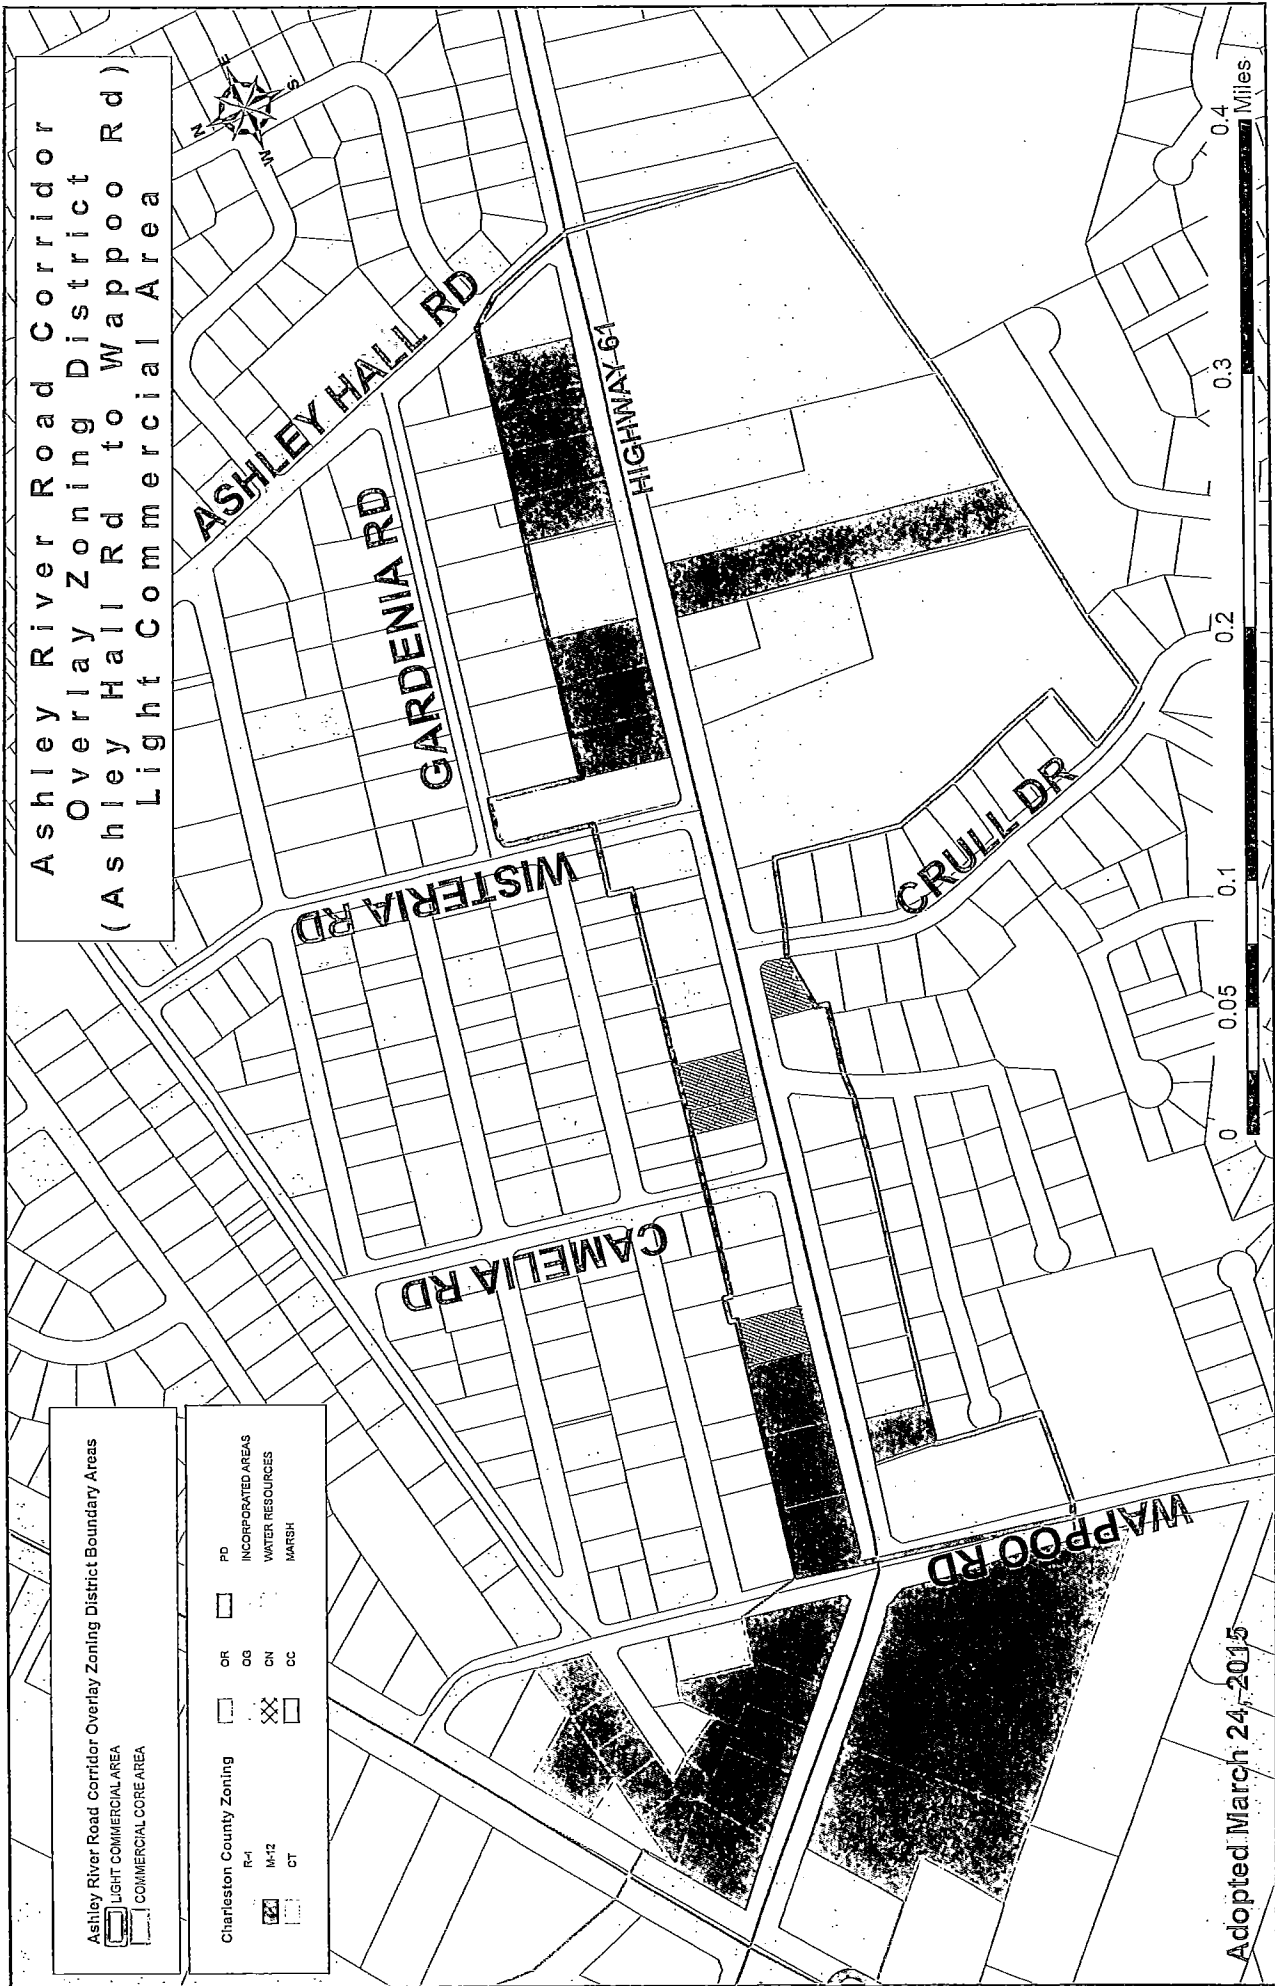 Ashley River Road Corridor
Overlay Zoning District
(Ashley Hall Rd to Wappoo Rd)
Light Commercial Area
N
E
S
W
ASHLEY HALL RD
GARDENIA RD
HIGHWAY 61
WISTERIA RD
CRULL DR
CAMELIA RD
WAPPOO RD
Ashley River Road Corridor Overlay Zoning District Boundary Areas
LIGHT COMMERCIAL AREA
COMMERCIAL CORE AREA
Charleston County Zoning
R-4
M-12
CT
OR
OG
CN
CC
PD
INCORPORATED AREAS
WATER RESOURCES
MARSH
0 0.05 0.1 0.2 0.3 0.4
Miles
Adopted March 24, 2015